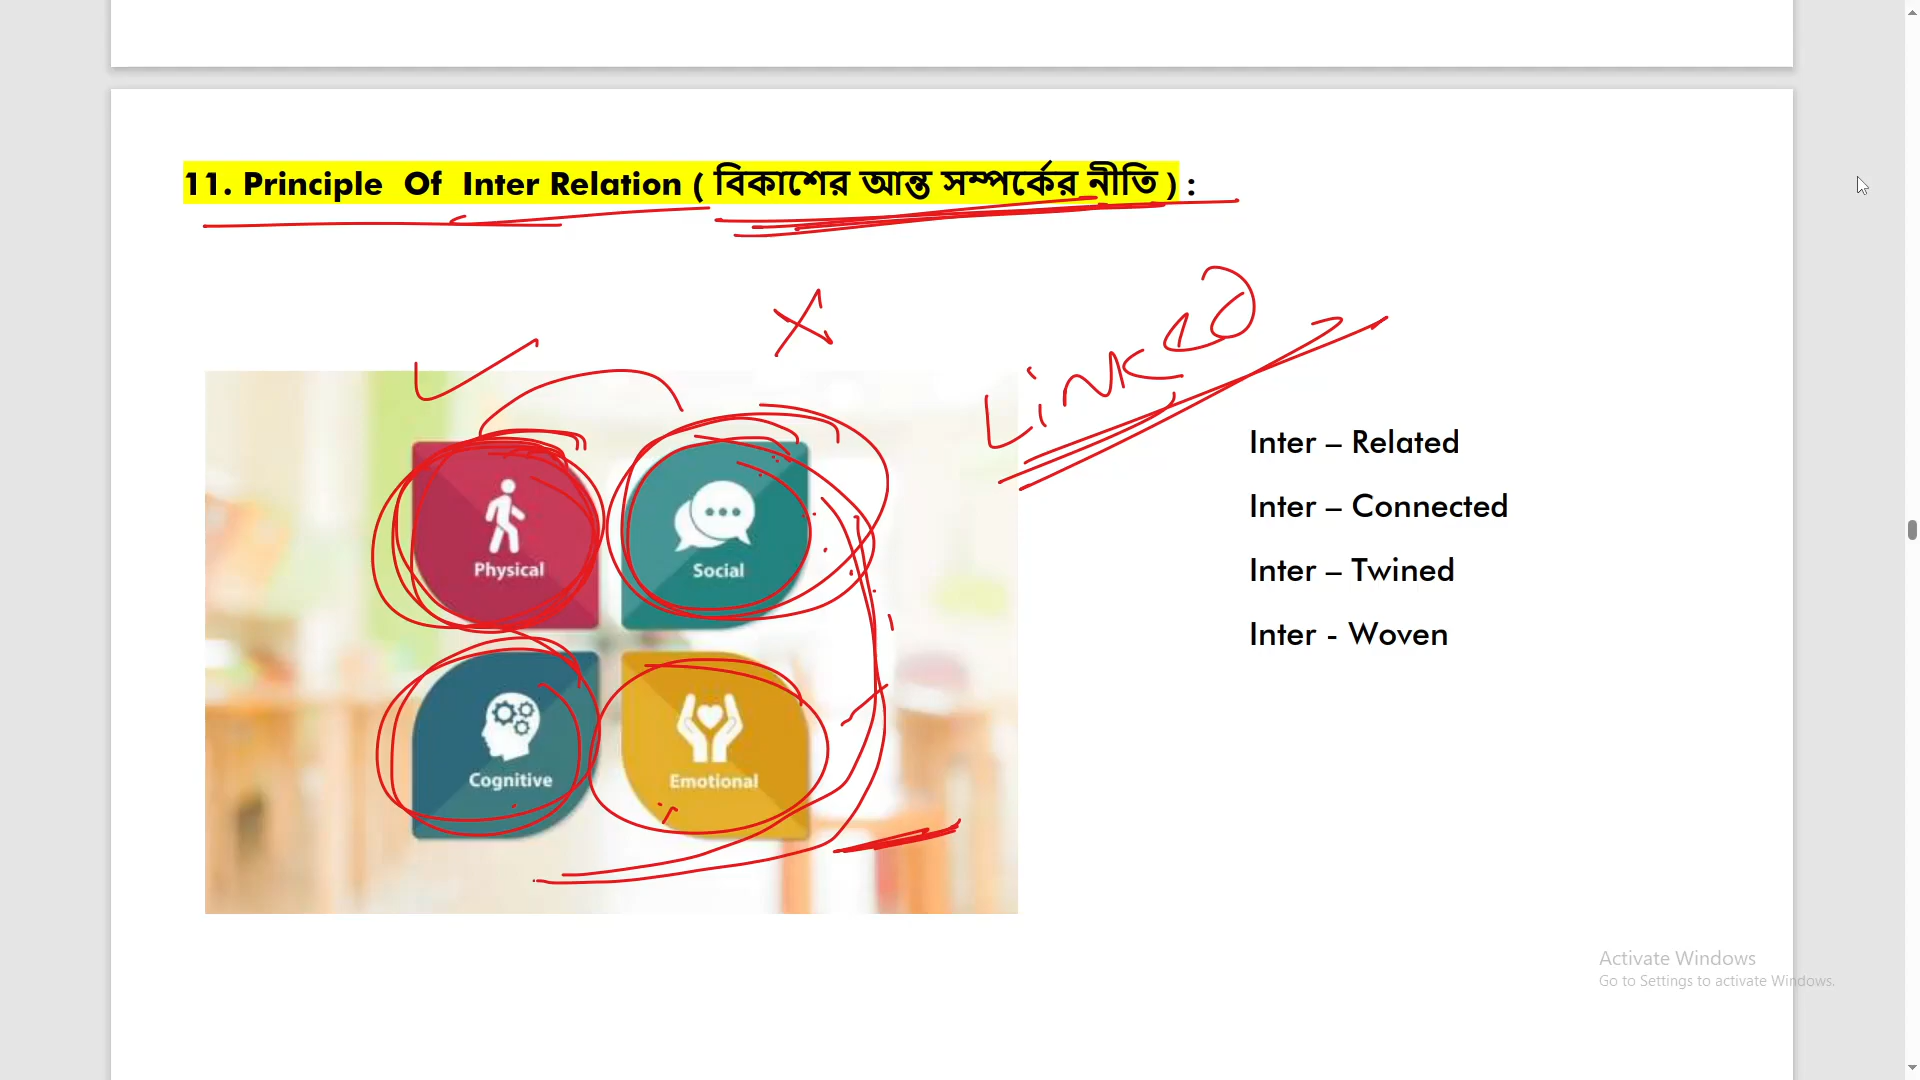 11. Principle Of Inter Relation ( বিকাশের আন্ত সম্পর্কের নীতি ) :
Linked
Inter – Related
Inter – Connected
Inter – Twined
Inter - Woven
Physical
Social
Cognitive
Emotional
Activate Windows
Go to Settings to activate Windows.